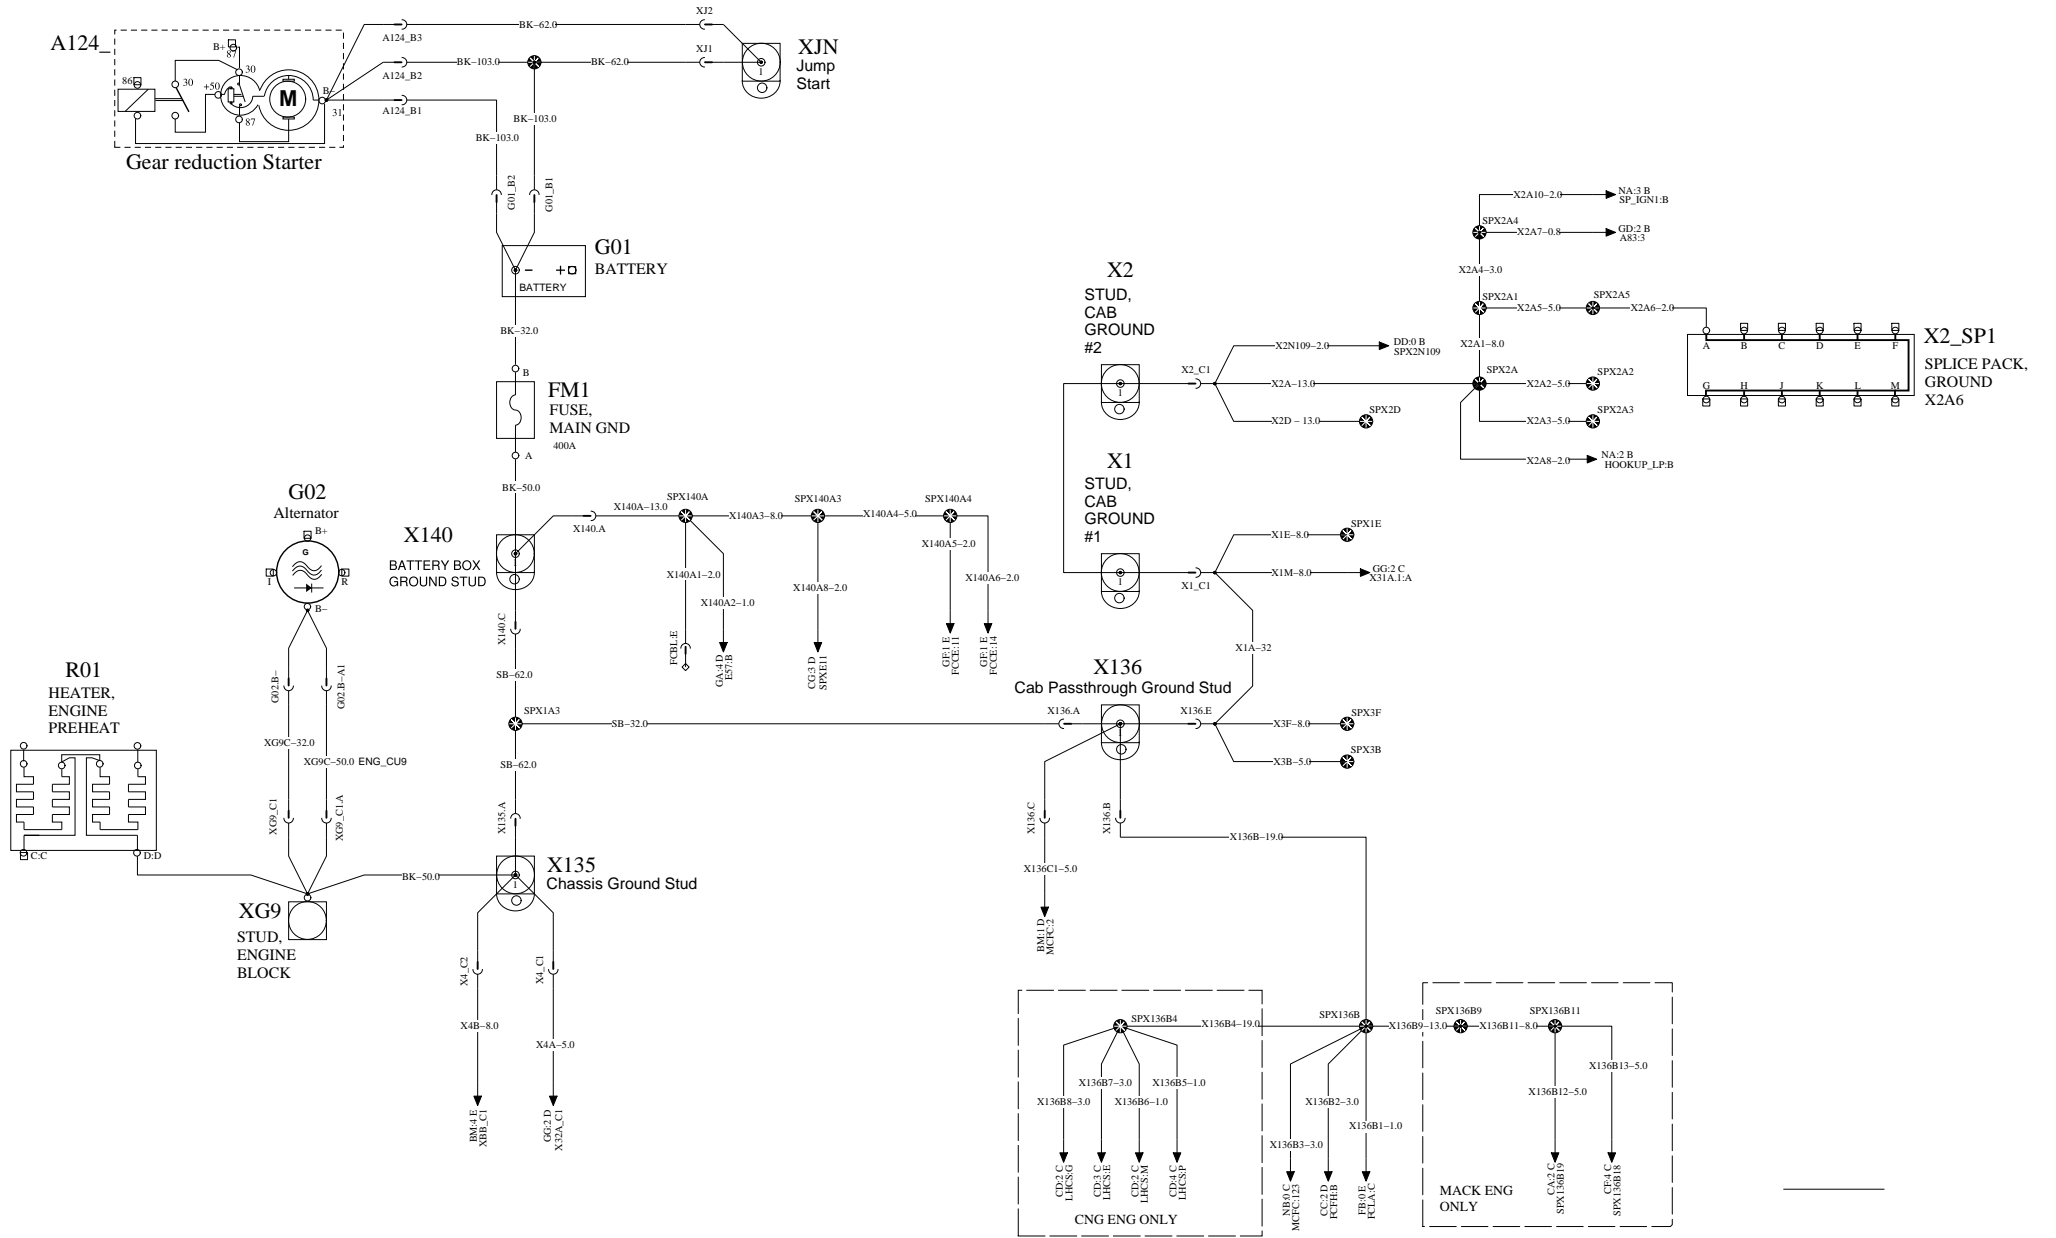 A124_
B+
87
86
30
30
+50
M
B-
31
87
Gear reduction Starter
BK-62.0
A124_B3
XJ2
BK-103.0
A124_B2
BK-62.0
XJ1
A124_B1
XJN
Jump
Start
1
BK-103.0
BK-103.0
G01_B2
G01_B1
G01
BATTERY
- +
BATTERY
BK-32.0
B
FM1
FUSE,
MAIN GND
400A
A
BK-50.0
X140
BATTERY BOX
GROUND STUD
1
X140.A
X140A-13.0
SPX140A
X140A3-8.0
SPX140A3
X140A4-5.0
SPX140A4
X140A5-2.0
X140A6-2.0
X140A1-2.0
X140A2-1.0
X140A8-2.0
FCBL:E
GA:4 D
E57:B
CG:3 D
SPXE11
GF:1 E
FCCE:11
GF:1 E
FCCE:14
X140.C
SB-62.0
SPX1A3
SB-32.0
SB-62.0
X135.A
X135
Chassis Ground Stud
1
BK-50.0
X4_C2
X4_C1
X4B-8.0
X4A-5.0
BM:4 E
XBB_C1
GG:2 D
X32A_C1
G02
Alternator
B+
G
I
R
B-
G02.B-
G02.B-A1
XG9C-32.0
XG9C-50.0 ENG_CU9
XG9_C1
XG9_C1.A
R01
HEATER,
ENGINE
PREHEAT
C:C
D:D
XG9
STUD,
ENGINE
BLOCK
X2
STUD,
CAB
GROUND
#2
1
X2_C1
X2N109-2.0
DD:0 B
SPX2N109
X2A-13.0
X2D - 13.0
SPX2D
X2A10-2.0
NA:3 B
SP_IGN1:B
SPX2A4
X2A7-0.8
GD:2 B
A83:3
X2A4-3.0
SPX2A1
X2A5-5.0
SPX2A5
X2A6-2.0
X2A1-8.0
SPX2A
X2A2-5.0
SPX2A2
X2A3-5.0
SPX2A3
X2A8-2.0
NA:2 B
HOOKUP_LP:B
A B C D E F
G H J K L M
X2_SP1
SPLICE PACK,
GROUND
X2A6
X1
STUD,
CAB
GROUND
#1
1
X1_C1
X1E-8.0
SPX1E
X1M-8.0
GG:2 C
X31A.1:A
X1A-32
X136
Cab Passthrough Ground Stud
X136.A
1
X136.E
X3F-8.0
SPX3F
X3B-5.0
SPX3B
X136.C
X136.B
X136B-19.0
X136C1-5.0
BM:1 D
MCFC:2
SPX136B4
X136B4-19.0
SPX136B
X136B9-13.0
SPX136B9
X136B11-8.0
SPX136B11
X136B7-3.0
X136B5-1.0
X136B8-3.0
X136B6-1.0
X136B2-3.0
X136B1-1.0
X136B3-3.0
X136B13-5.0
X136B12-5.0
CD:2 C
LHCS:G
CD:3 C
LHCS:E
CD:2 C
LHCS:M
CD:4 C
LHCS:P
CNG ENG ONLY
NB:0 C
MCFC:123
CC:2 D
FCFH:B
FB:0 E
FCLA:C
MACK ENG
ONLY
CA:2 C
SPX136B19
CF:4 C
SPX136B18